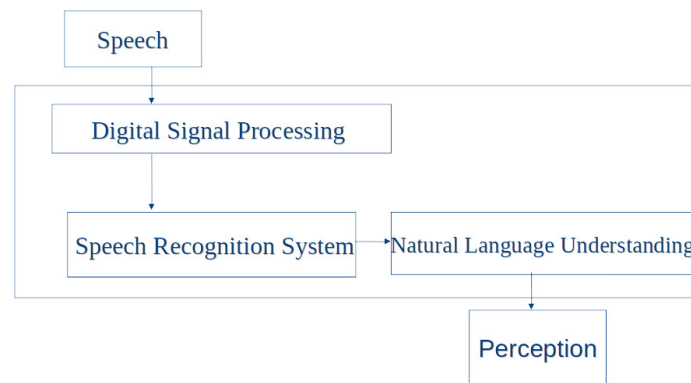 Speech
Digital Signal Processing
Speech Recognition System
Natural Language Understanding
Perception